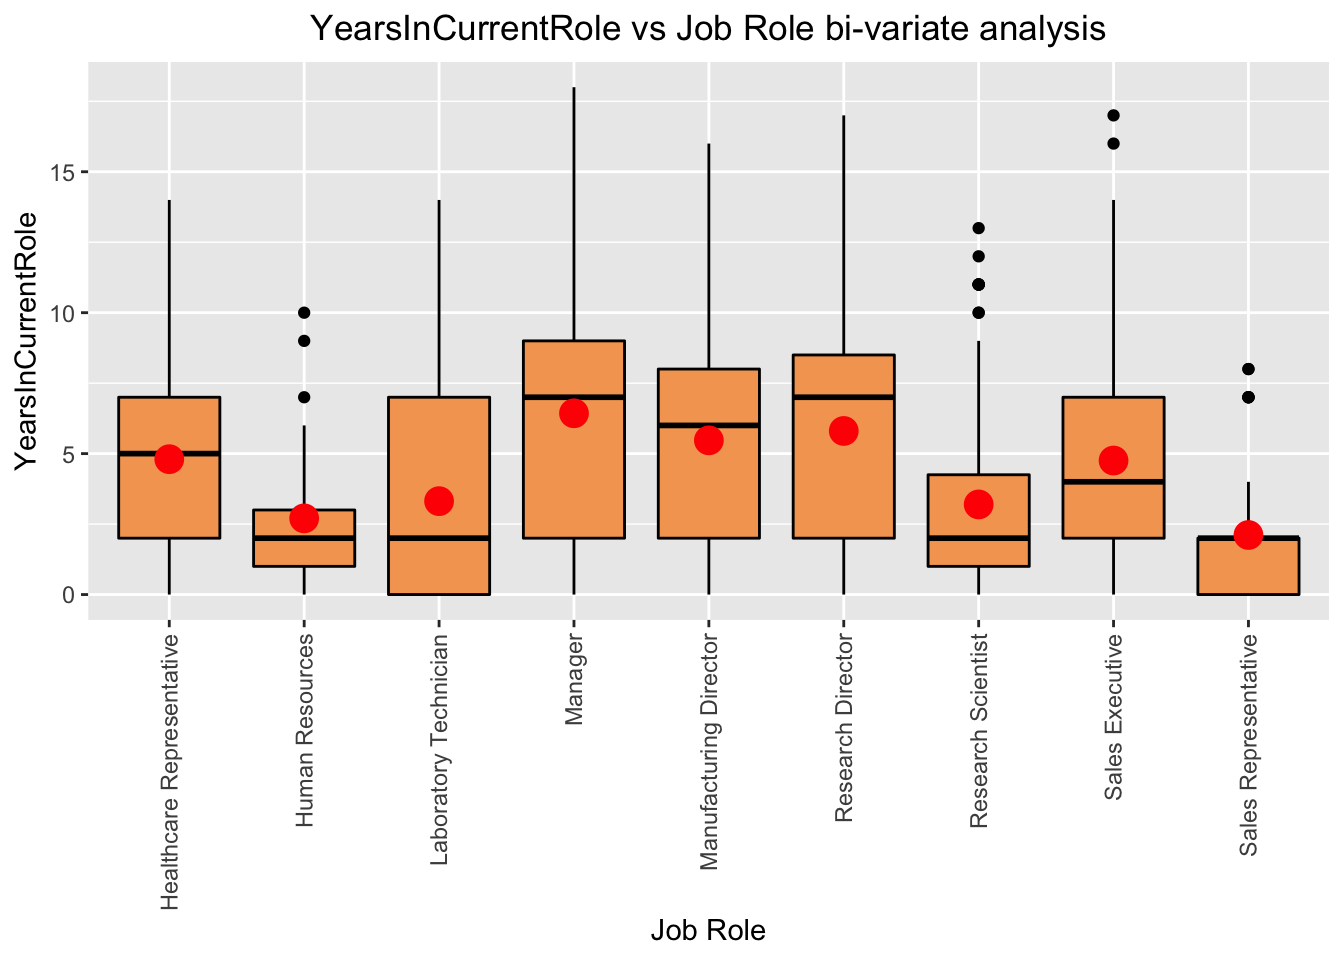 YearsInCurrentRole vs Job Role bi-variate analysis
YearsInCurrentRole
15
10
5
0
Healthcare Representative
Human Resources
Laboratory Technician
Manager
Manufacturing Director
Research Director
Research Scientist
Sales Executive
Sales Representative
Job Role